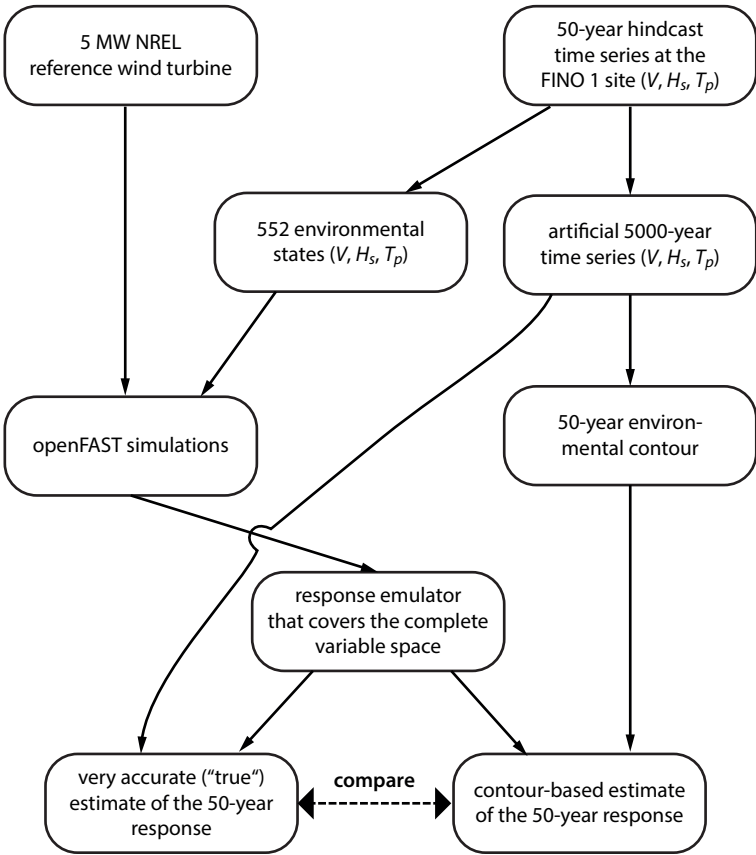 5 MW NREL
reference wind turbine
50-year hindcast
time series at the
FINO 1 site (V, Hs, Tp)
552 environmental
states (V, Hs, Tp)
artificial 5000-year
time series (V, Hs, Tp)
openFAST simulations
50-year environ-
mental contour
response emulator
that covers the complete
variable space
very accurate (“true“)
estimate of the 50-year
response
compare
contour-based estimate
of the 50-year response